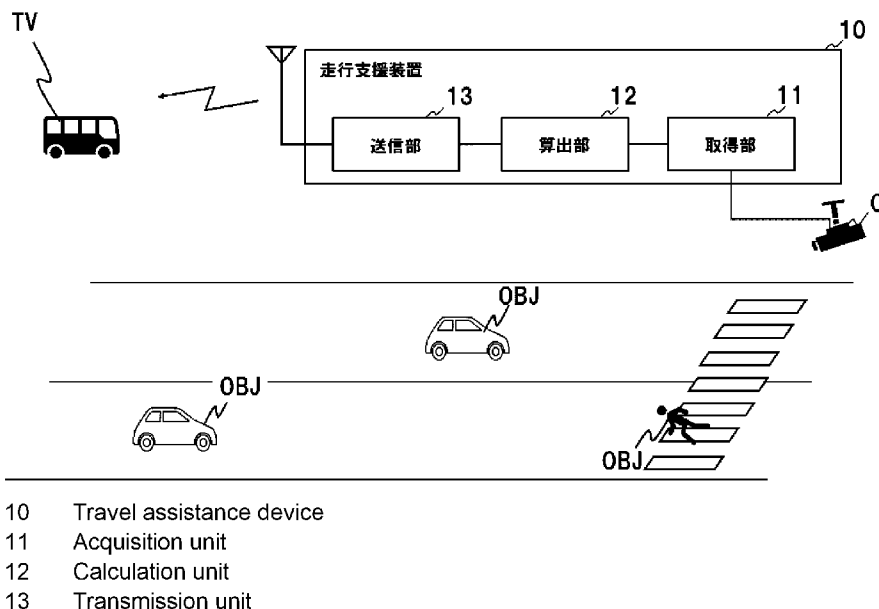 TV
10
走行支援装置
13
12
11
送信部
算出部
取得部
OBJ
OBJ
OBJ
10 Travel assistance device
11 Acquisition unit
12 Calculation unit
13 Transmission unit